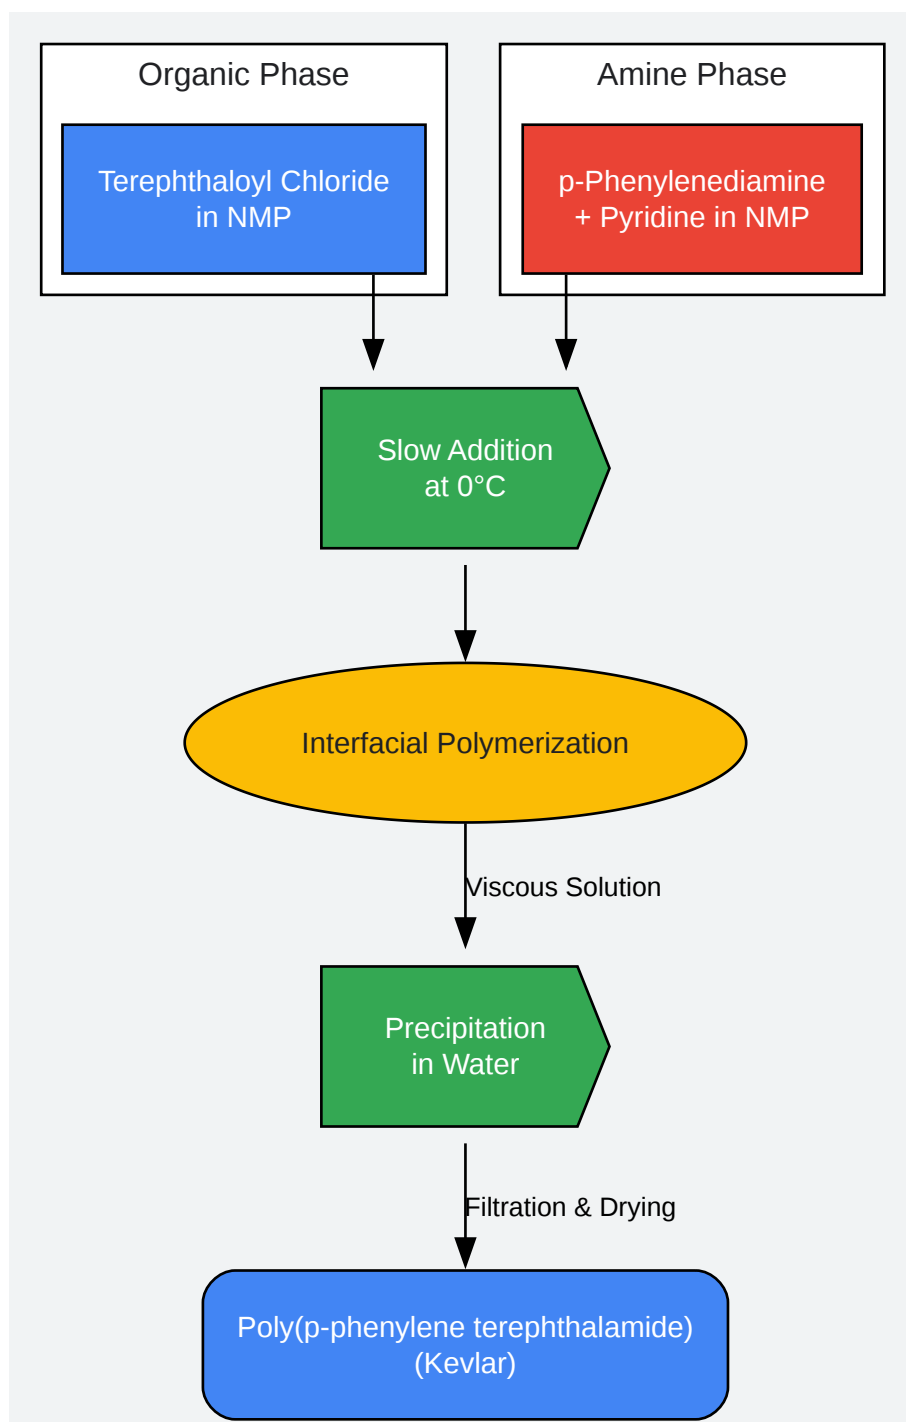 Organic Phase
Terephthaloyl Chloride
in NMP
Amine Phase
p-Phenylenediamine
+ Pyridine in NMP
Slow Addition
at 0°C
Interfacial Polymerization
Viscous Solution
Precipitation
in Water
Filtration & Drying
Poly(p-phenylene terephthalamide)
(Kevlar)